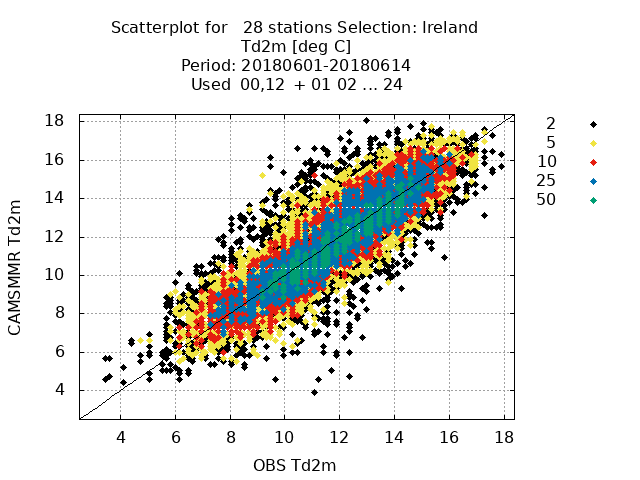 Scatterplot for   28 stations Selection: Ireland
Td2m [deg C]
Period: 20180601-20180614
Used  00,12  + 01 02 ... 24
18
16
14
12
10
8
6
4
CAMSMMR Td2m
4 6 8 10 12 14 16 18
OBS Td2m
2
5
10
25
50